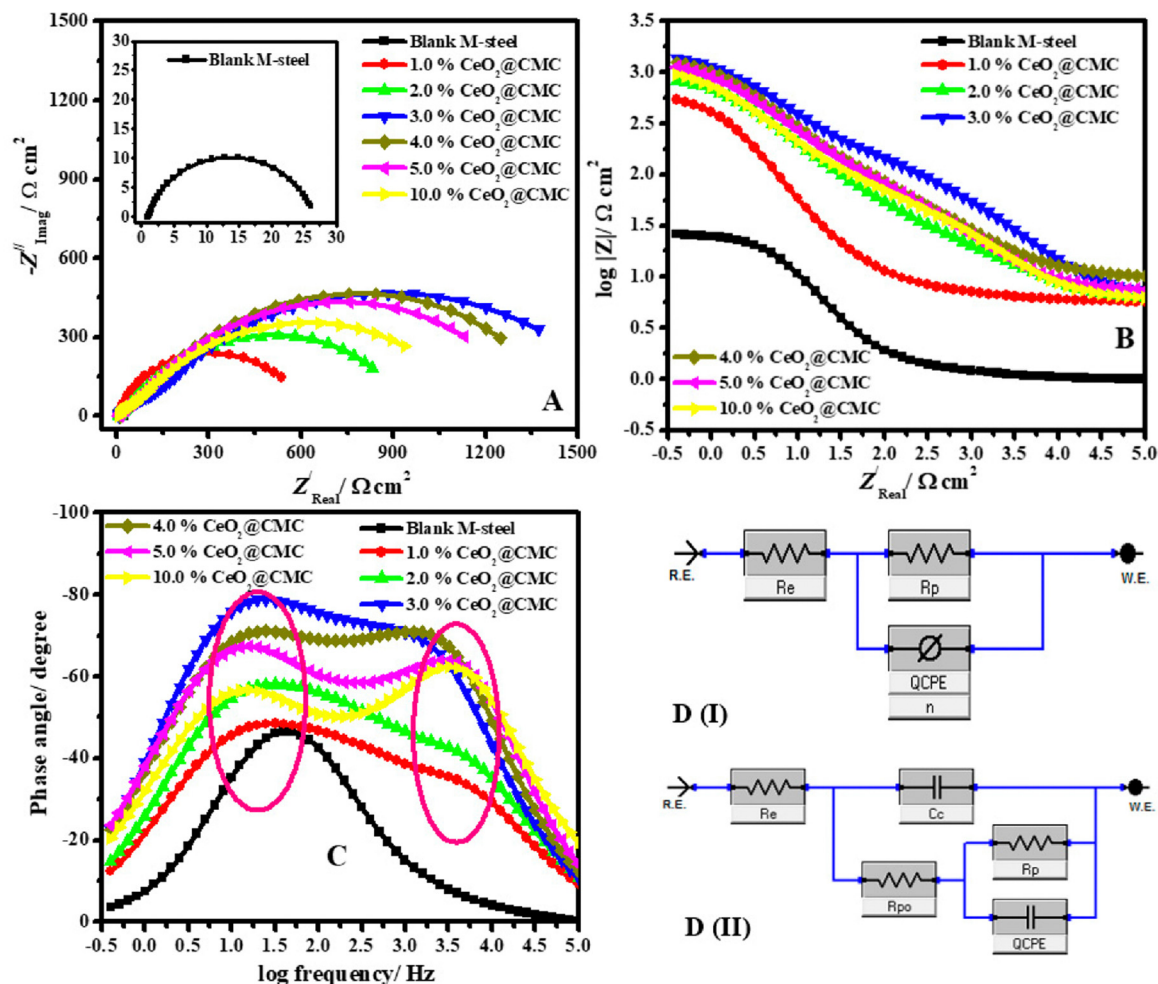 1500
1200
900
600
300
0
-Z′′Imag/ Ω cm²
30
25
20
15
10
5
0
0 5 10 15 20 25 30
Blank M-steel
Blank M-steel
1.0 % CeO₂@CMC
2.0 % CeO₂@CMC
3.0 % CeO₂@CMC
4.0 % CeO₂@CMC
5.0 % CeO₂@CMC
10.0 % CeO₂@CMC
A
0 300 600 900 1200 1500
Z′Real/ Ω cm²
3.5
3.0
2.5
2.0
1.5
1.0
0.5
0.0
-0.5
log |Z|/ Ω cm²
Blank M-steel
1.0 % CeO₂@CMC
2.0 % CeO₂@CMC
3.0 % CeO₂@CMC
B
4.0 % CeO₂@CMC
5.0 % CeO₂@CMC
10.0 % CeO₂@CMC
-0.5 0.0 0.5 1.0 1.5 2.0 2.5 3.0 3.5 4.0 4.5 5.0
Z′Real/ Ω cm²
-100
-80
-60
-40
-20
0
Phase angle/ degree
4.0 % CeO₂@CMC
5.0 % CeO₂@CMC
10.0 % CeO₂@CMC
Blank M-steel
1.0 % CeO₂@CMC
2.0 % CeO₂@CMC
3.0 % CeO₂@CMC
C
-0.5 0.0 0.5 1.0 1.5 2.0 2.5 3.0 3.5 4.0 4.5 5.0
log frequency/ Hz
R.E.
Re
Rp
W.E.
QCPE
n
D (I)
R.E.
Re
Cc
W.E.
Rp
Rpo
QCPE
D (II)